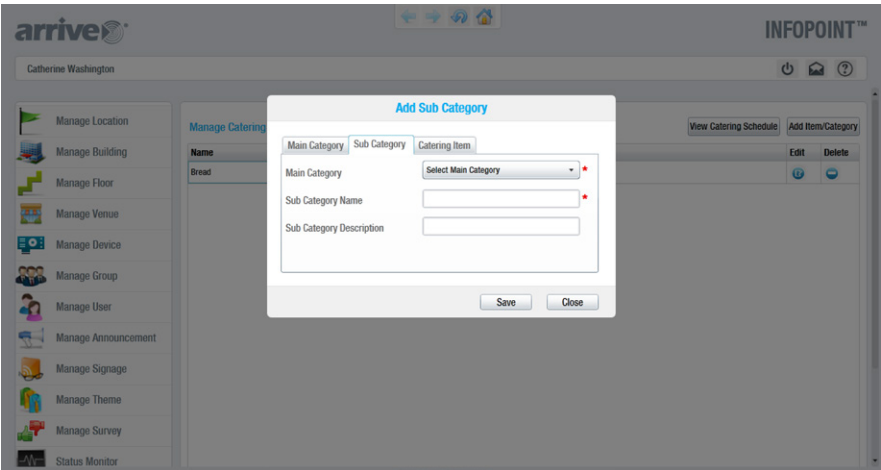 arrive
INFOPOINT™
Catherine Washington
Add Sub Category
Manage Location
Manage Catering
View Catering Schedule
Add Item/Category
Main Category
Sub Category
Catering Item
Manage Building
Name
Edit
Delete
Main Category
Select Main Category
*
Bread
Manage Floor
Sub Category Name
*
Manage Venue
Sub Category Description
Manage Device
Manage Group
Save
Close
Manage User
Manage Announcement
Manage Signage
Manage Theme
Manage Survey
Status Monitor